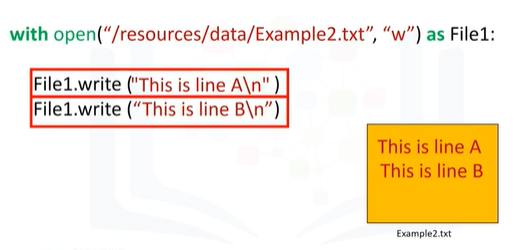 with open(“/resources/data/Example2.txt”, “w”) as File1:
File1.write ("This is line A\n" )
File1.write (“This is line B\n”)
This is line A
This is line B
Example2.txt